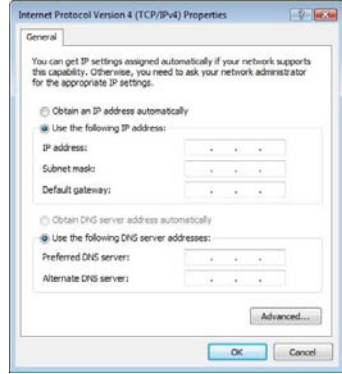 Internet Protocol Version 4 (TCP/IPv4) Properties
General
You can get IP settings assigned automatically if your network supports
this capability. Otherwise, you need to ask your network administrator
for the appropriate IP settings.
Obtain an IP address automatically
Use the following IP address:
IP address:
Subnet mask:
Default gateway:
Obtain DNS server address automatically
Use the following DNS server addresses:
Preferred DNS server:
Alternate DNS server:
Advanced...
OK Cancel